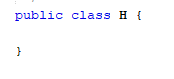 public class H {
}